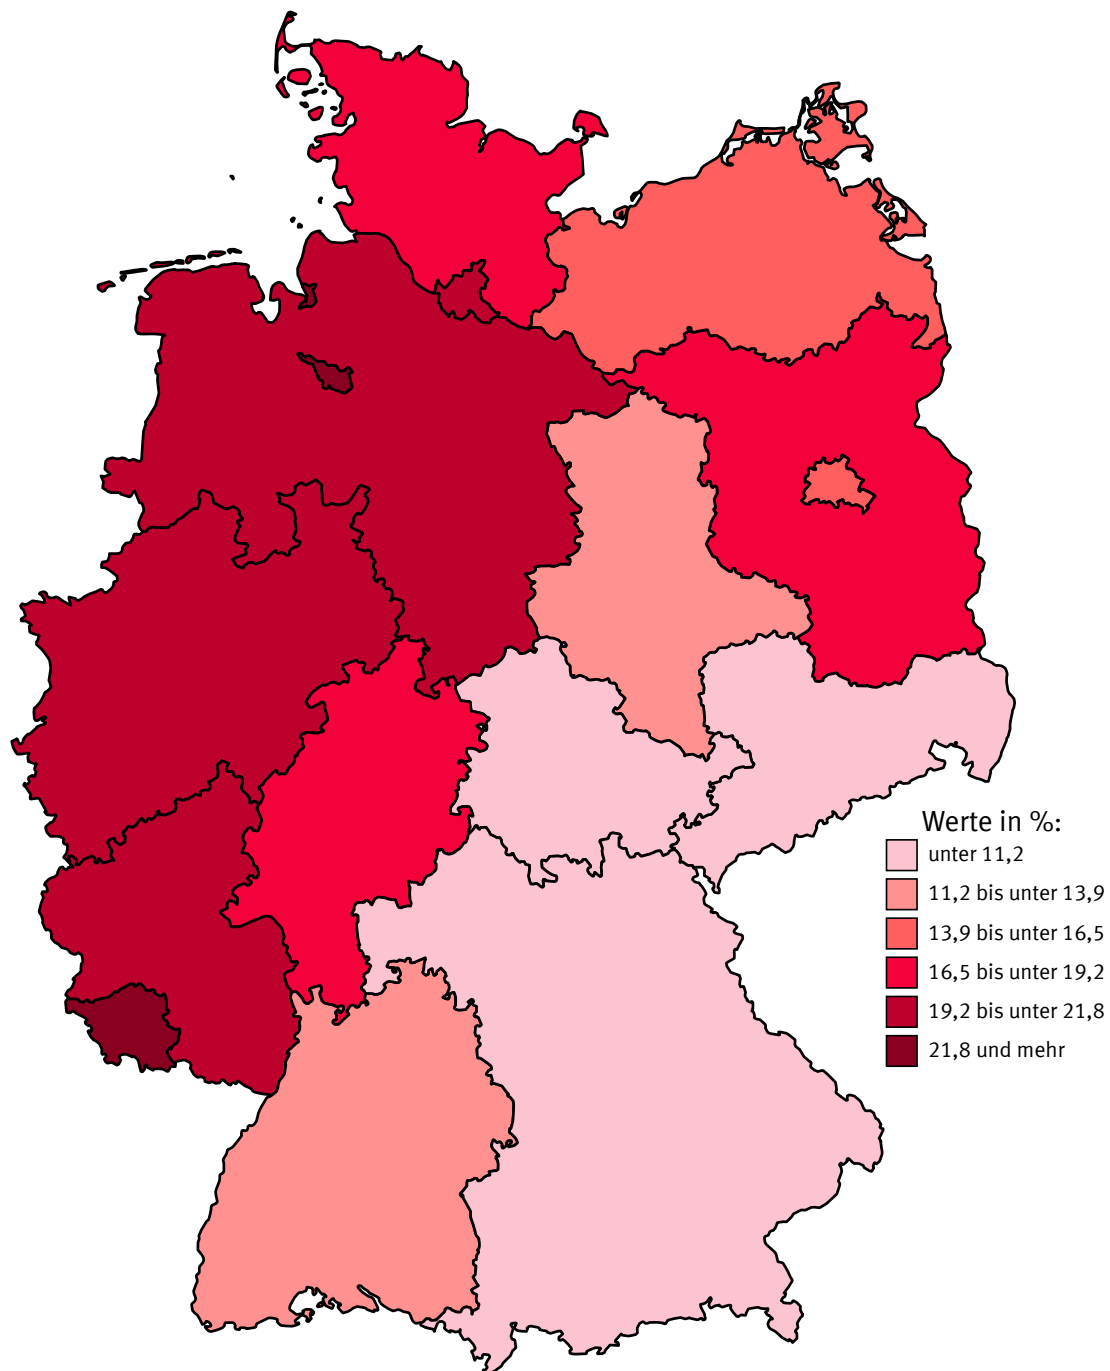 Werte in %:
unter 11,2
11,2 bis unter 13,9
13,9 bis unter 16,5
16,5 bis unter 19,2
19,2 bis unter 21,8
21,8 und mehr